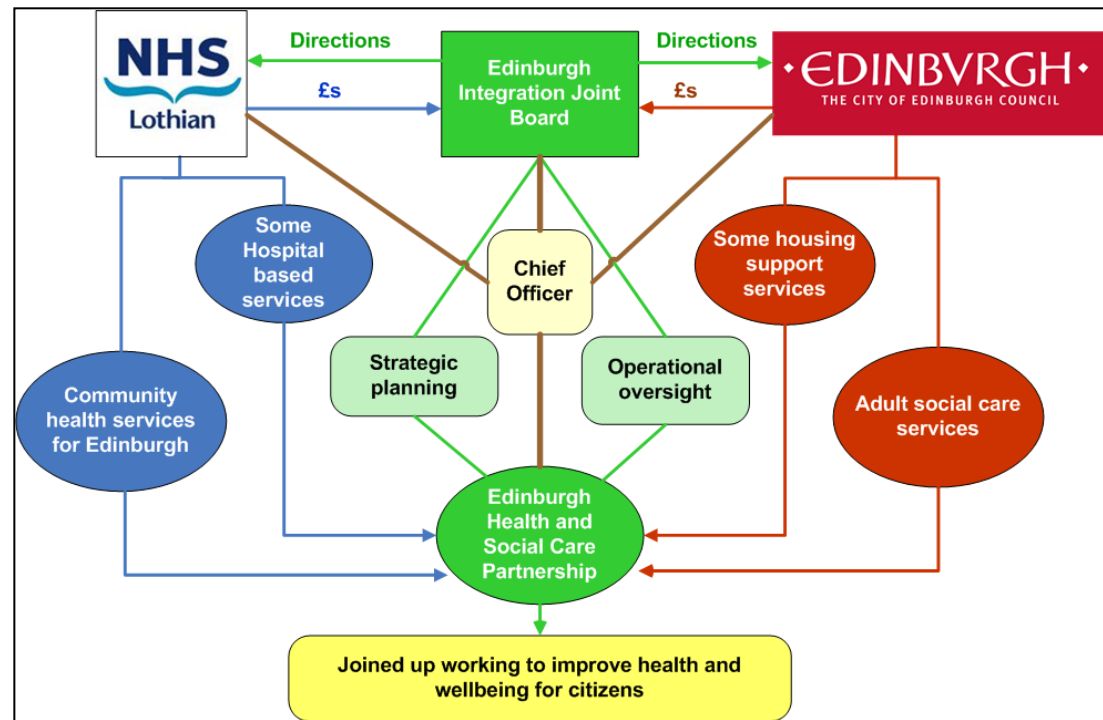 NHS
Lothian
Directions
£s
Edinburgh
Integration Joint
Board
Directions
£s
EDINBVRGH
THE CITY OF EDINBURGH COUNCIL
Some
Hospital
based
services
Chief
Officer
Some housing
support
services
Strategic
planning
Operational
oversight
Community
health services
for Edinburgh
Adult social care
services
Edinburgh
Health and
Social Care
Partnership
Joined up working to improve health and
wellbeing for citizens